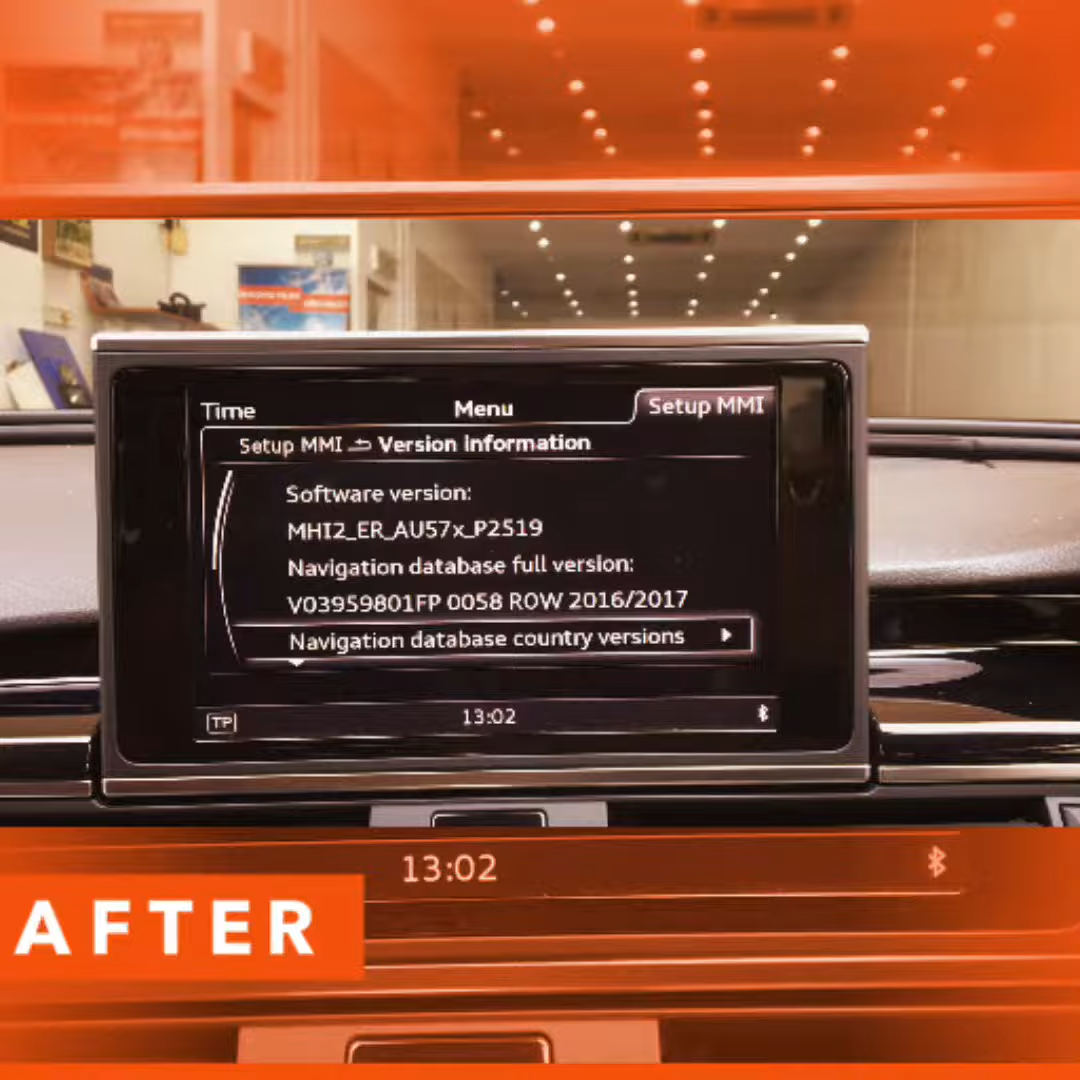 Time Menu Setup MMI
Setup MMI Version Information
Software version:
MHI2_ER_AU57x_P2519
Navigation database full version:
V03959801FP 0058 ROW 2016/2017
Navigation database country versions
TP 13:02
13:02
AFTER